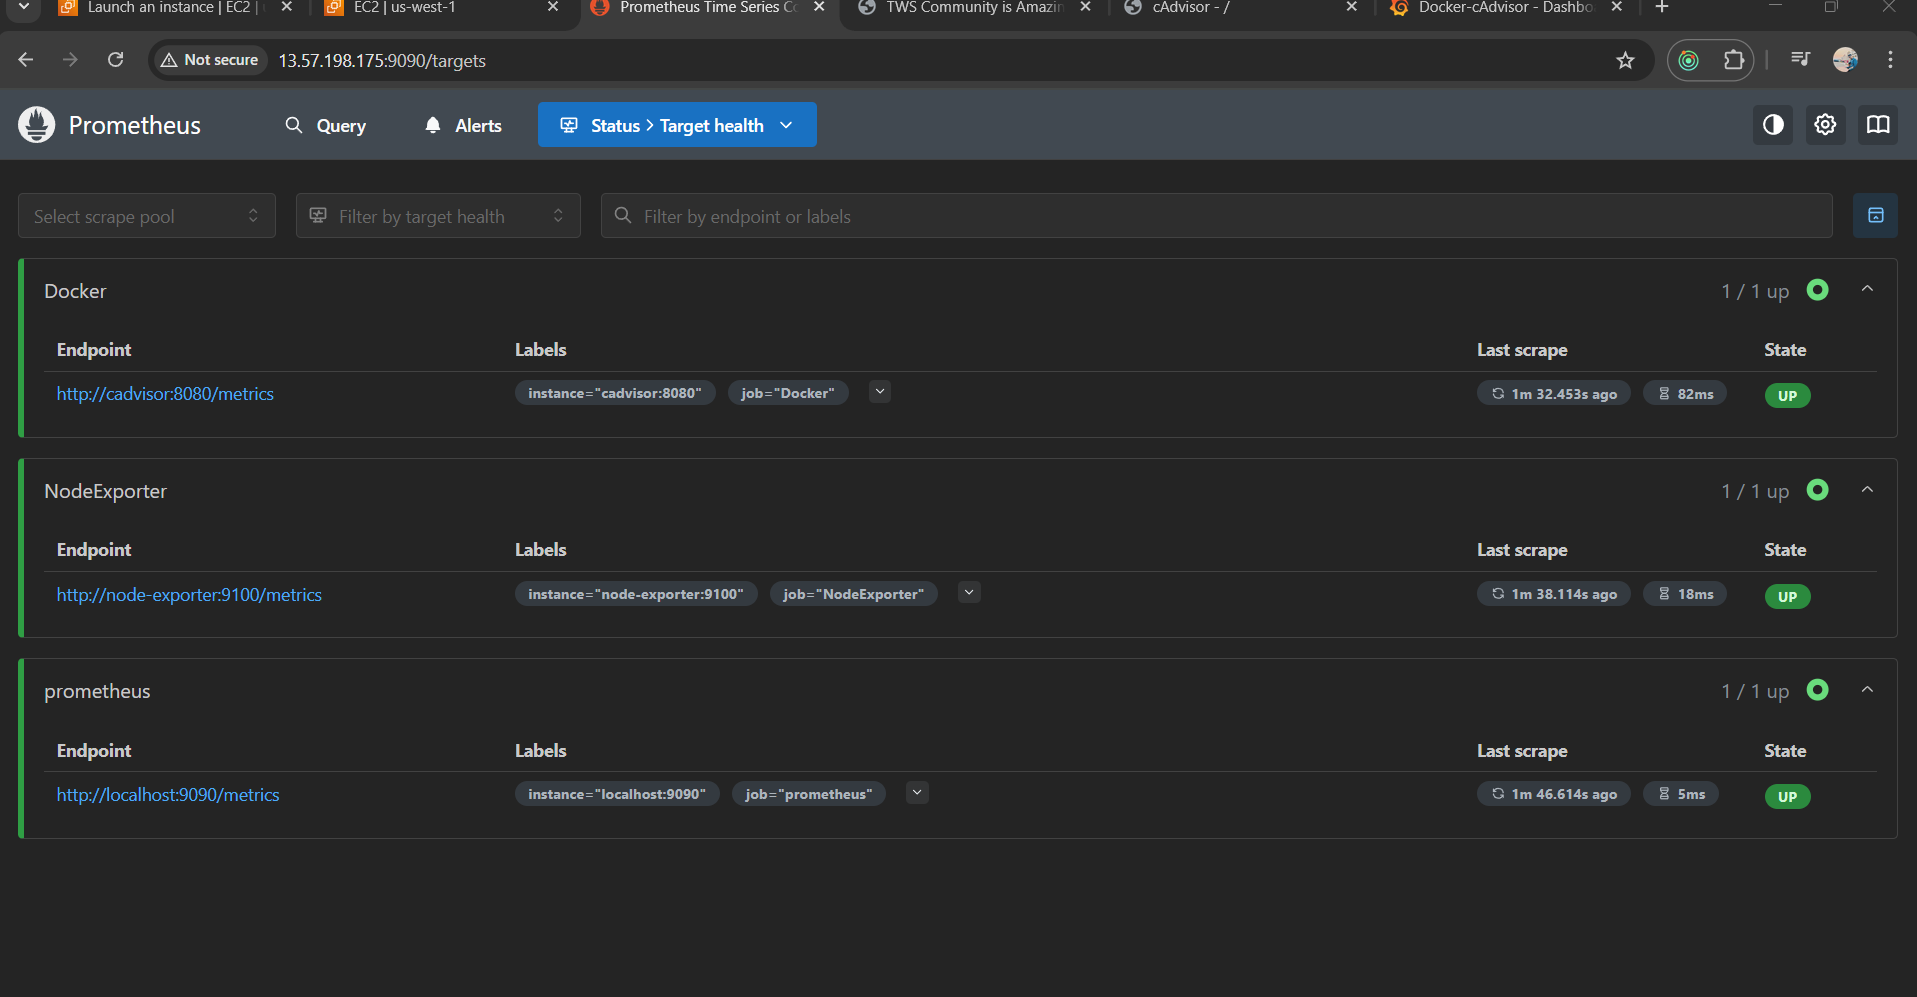 Launch an instance | EC2 |
EC2 | us-west-1
Prometheus Time Series Co
TWS Community is Amazin
cAdvisor - /
Docker-cAdvisor - Dashbo
Not secure
13.57.198.175:9090/targets
Prometheus
Query
Alerts
Status > Target health
Select scrape pool
Filter by target health
Filter by endpoint or labels
Docker
1 / 1 up
Endpoint Labels Last scrape State
http://cadvisor:8080/metrics instance="cadvisor:8080" job="Docker" 1m 32.453s ago 82ms UP
NodeExporter
1 / 1 up
Endpoint Labels Last scrape State
http://node-exporter:9100/metrics instance="node-exporter:9100" job="NodeExporter" 1m 38.114s ago 18ms UP
prometheus
1 / 1 up
Endpoint Labels Last scrape State
http://localhost:9090/metrics instance="localhost:9090" job="prometheus" 1m 46.614s ago 5ms UP